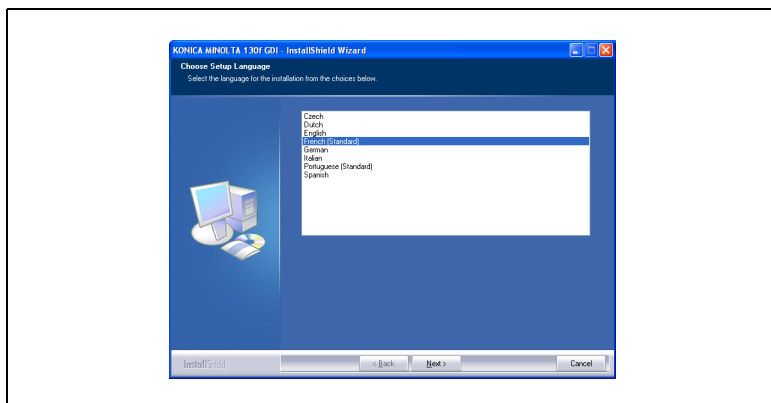 KONICA MINOLTA 130f GDI - InstallShield Wizard
Choose Setup Language
Select the language for the installation from the choices below.
Czech
Dutch
English
French (Standard)
German
Italian
Portuguese (Standard)
Spanish
InstallShield
< Back
Next >
Cancel